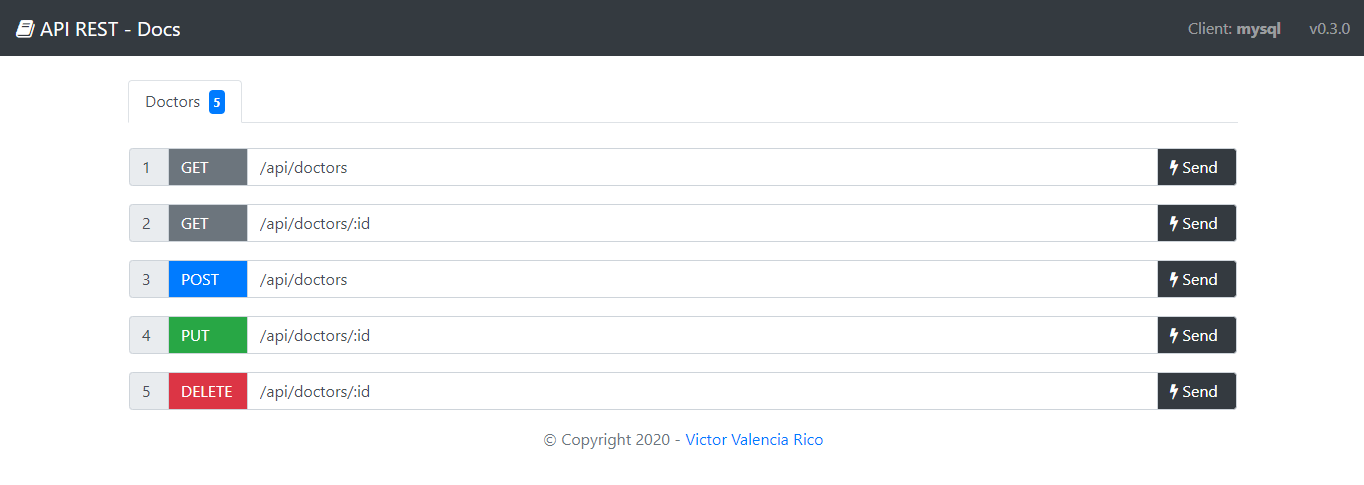 API REST - Docs Client: mysql v0.3.0
Doctors 5
1 GET /api/doctors Send
2 GET /api/doctors/:id Send
3 POST /api/doctors Send
4 PUT /api/doctors/:id Send
5 DELETE /api/doctors/:id Send
© Copyright 2020 - Victor Valencia Rico